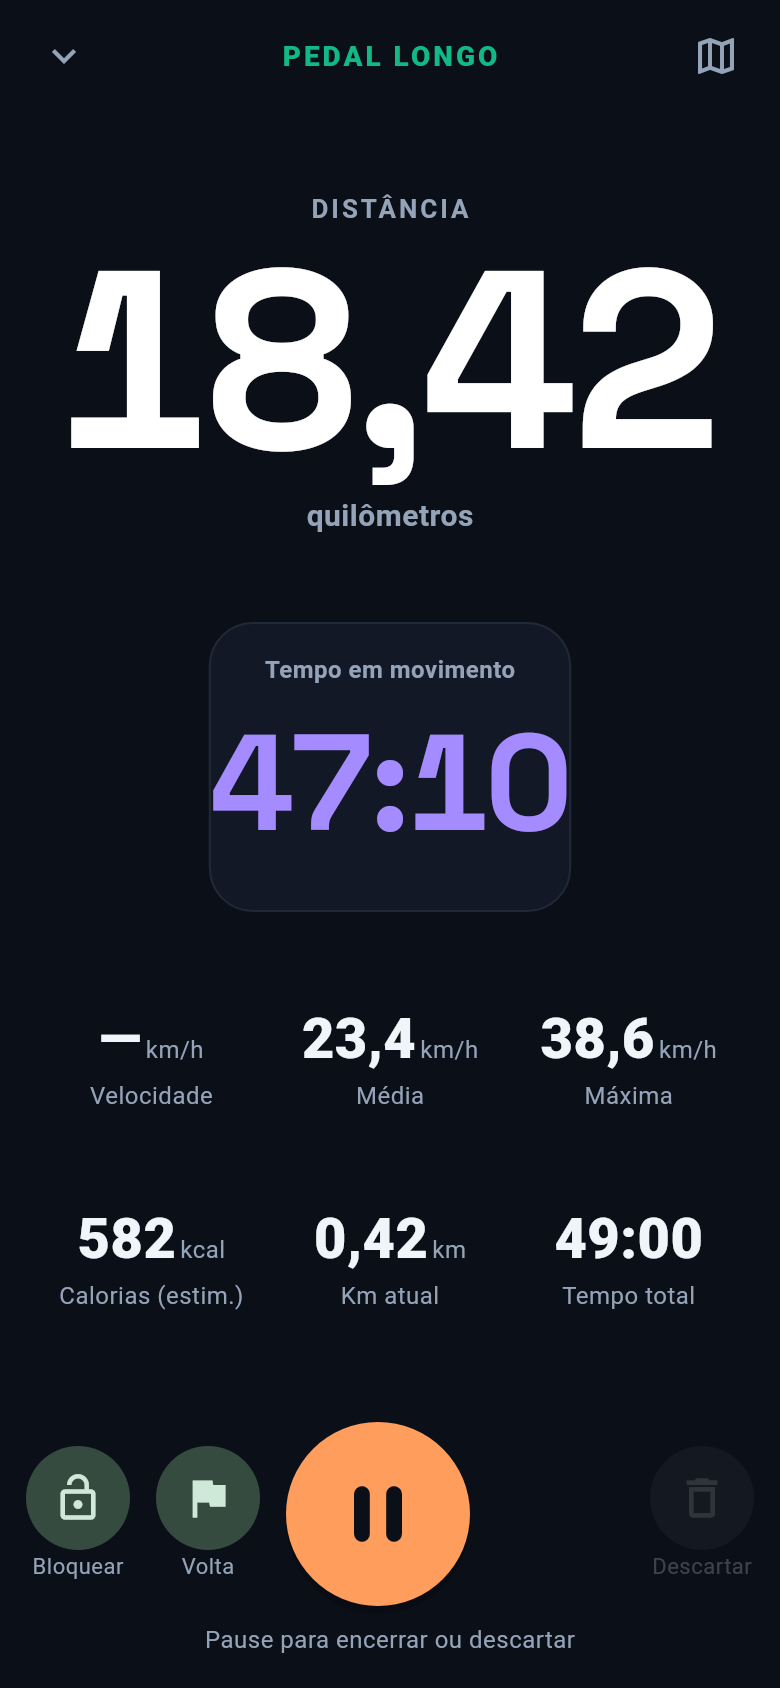 PEDAL LONGO
DISTÂNCIA
18,42
quilômetros
Tempo em movimento
47:10
— km/h 23,4 km/h 38,6 km/h
Velocidade Média Máxima
582 kcal 0,42 km 49:00
Calorias (estim.) Km atual Tempo total
Bloquear Volta Descartar
Pause para encerrar ou descartar